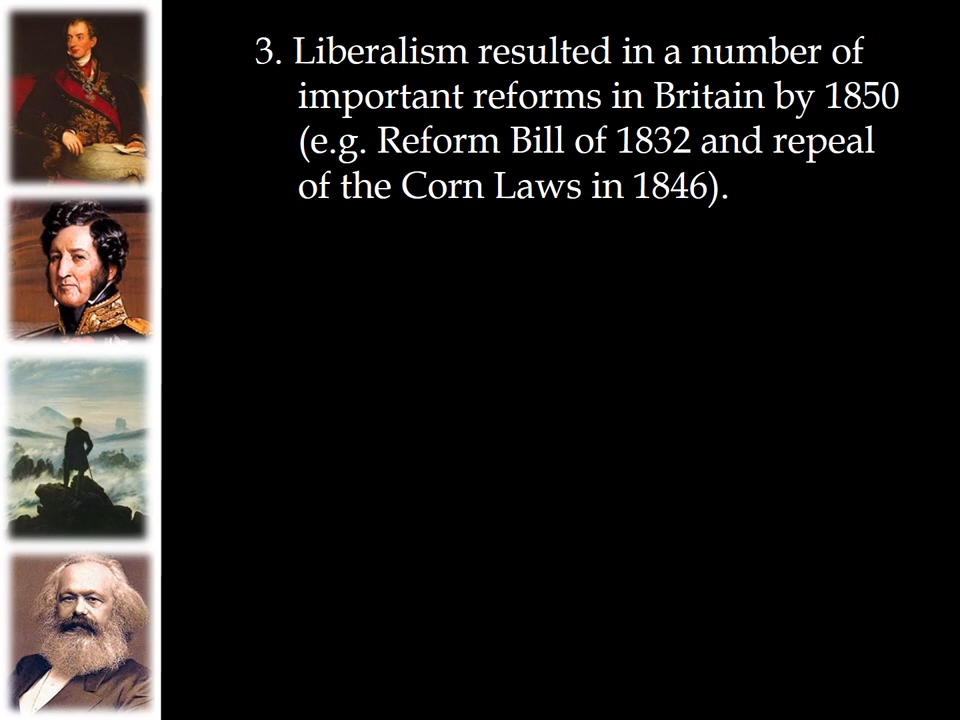 3. Liberalism resulted in a number of
important reforms in Britain by 1850
(e.g. Reform Bill of 1832 and repeal
of the Corn Laws in 1846).